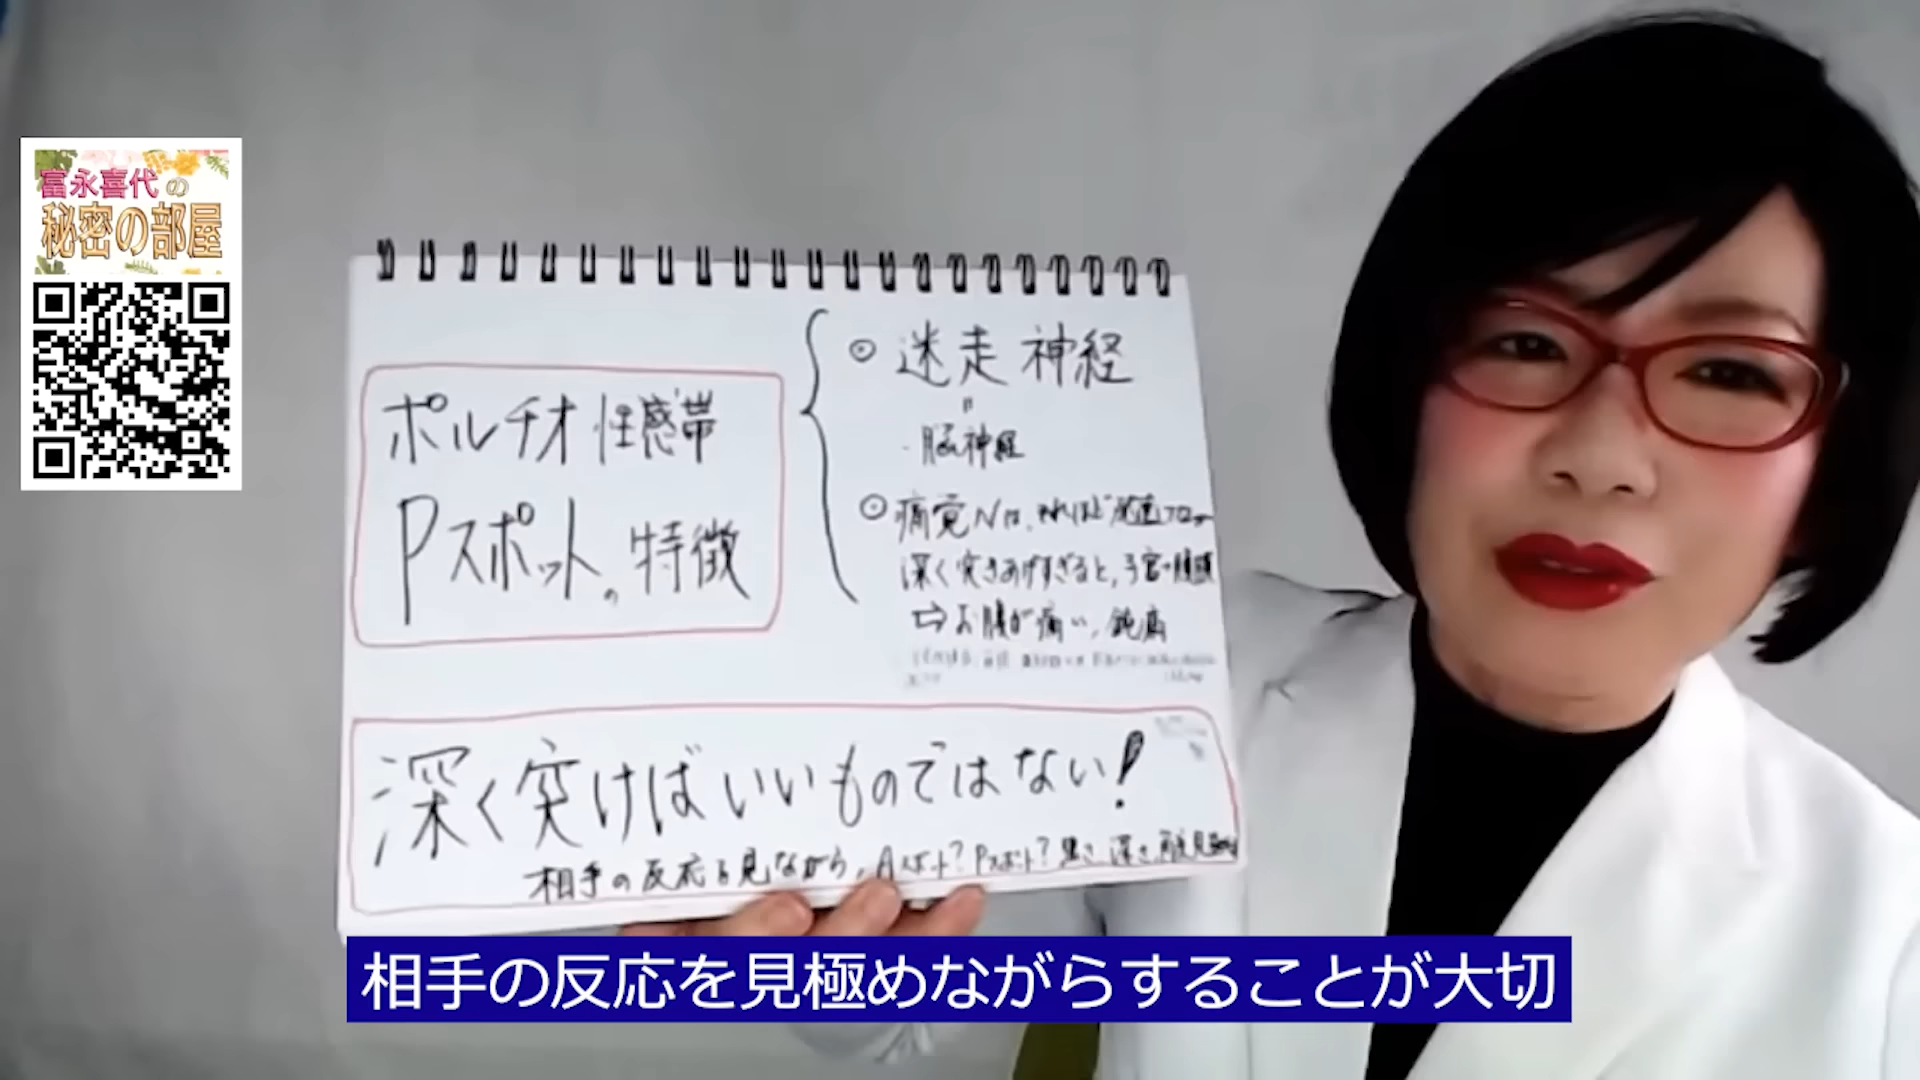 富永喜代の
秘密の部屋
ポルチオ性感帯
Pスポットの特徴
迷走神経
〃
・脳神経
痛覚Nは、
深く突きあげすぎると、子宮や腹膜
⇨お腹が痛い、鈍痛
深く突けばいいものではない!
相手の反応を見ながら、Aスポット?Pスポット?
相手の反応を見極めながらすることが大切